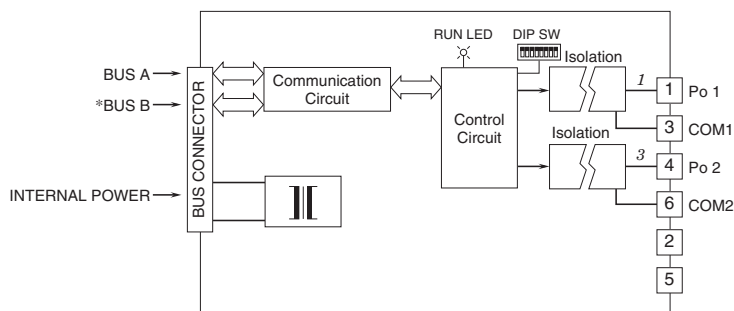 RUN LED
DIP SW
Isolation
BUS A
*BUS B
INTERNAL POWER
BUS CONNECTOR
Communication
Circuit
Control
Circuit
1
1
Po 1
3
COM1
Isolation
3
4
Po 2
6
COM2
2
5